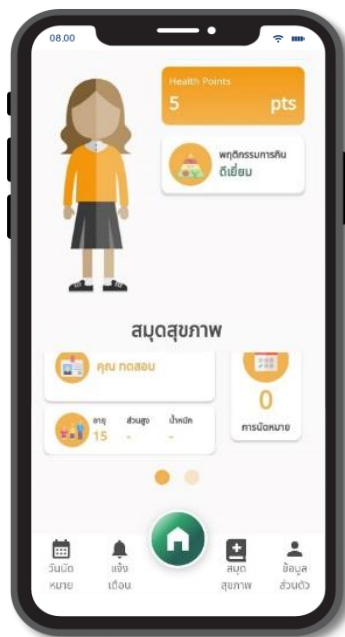 08.00
Health Points
5 pts
พฤติกรรมการกิน
ดีเยี่ยม
สมุดสุขภาพ
คุณ ทดสอบ
0
การนัดหมาย
อายุ ส่วนสูง น้ำหนัก
15 - -
วันนัด
หมาย
แจ้ง
เตือน
สมุด
สุขภาพ
ข้อมูล
ส่วนตัว